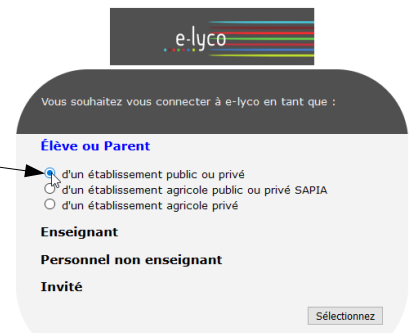 e-lyco
Vous souhaitez vous connecter à e-lyco en tant que :
Élève ou Parent
d'un établissement public ou privé
d'un établissement agricole public ou privé SAPIA
d'un établissement agricole privé
Enseignant
Personnel non enseignant
Invité
Sélectionnez